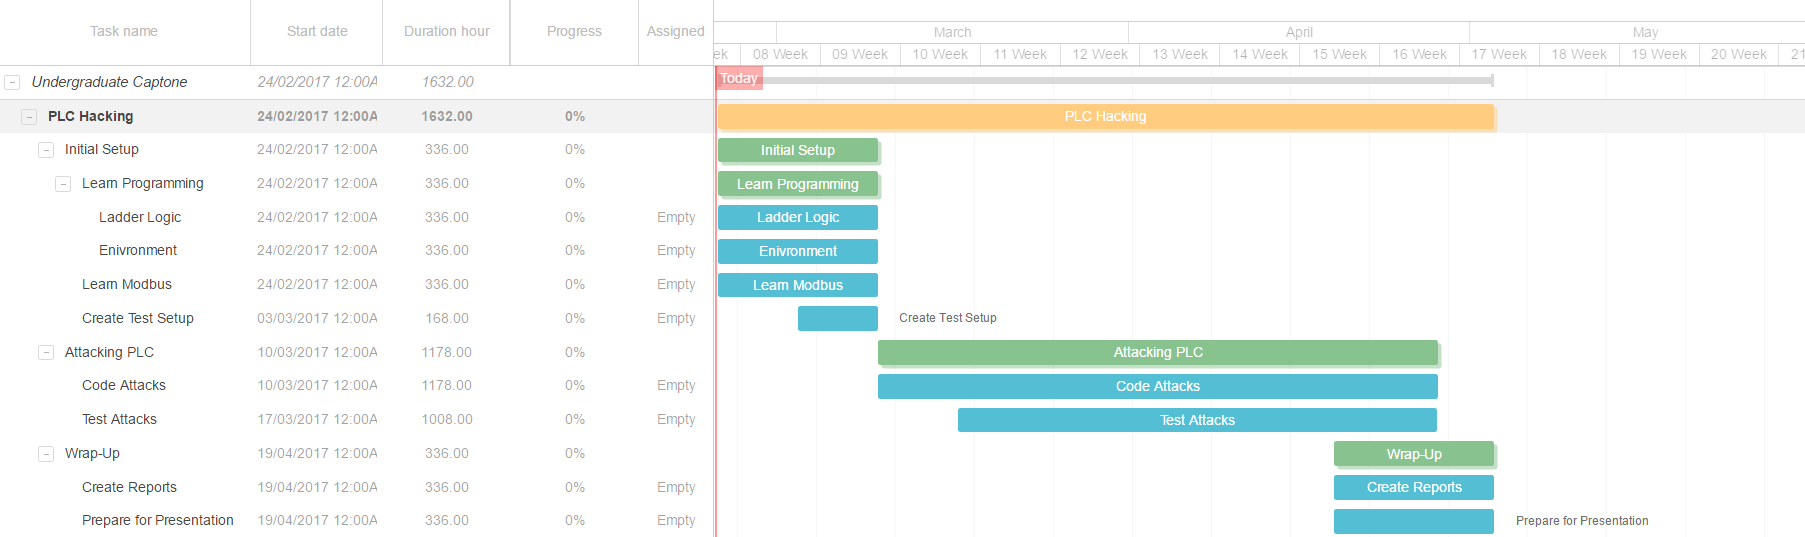 Task name Start date Duration hour Progress Assigned March April May
ek 08 Week 09 Week 10 Week 11 Week 12 Week 13 Week 14 Week 15 Week 16 Week 17 Week 18 Week 19 Week 20 Week 21
Undergraduate Captone 24/02/2017 12:00A 1632.00 Today
PLC Hacking 24/02/2017 12:00A 1632.00 0% PLC Hacking
Initial Setup 24/02/2017 12:00A 336.00 0% Initial Setup
Learn Programming 24/02/2017 12:00A 336.00 0% Learn Programming
Ladder Logic 24/02/2017 12:00A 336.00 0% Empty Ladder Logic
Enivronment 24/02/2017 12:00A 336.00 0% Empty Enivronment
Learn Modbus 24/02/2017 12:00A 336.00 0% Empty Learn Modbus
Create Test Setup 03/03/2017 12:00A 168.00 0% Empty Create Test Setup
Attacking PLC 10/03/2017 12:00A 1178.00 0% Attacking PLC
Code Attacks 10/03/2017 12:00A 1178.00 0% Empty Code Attacks
Test Attacks 17/03/2017 12:00A 1008.00 0% Empty Test Attacks
Wrap-Up 19/04/2017 12:00A 336.00 0% Wrap-Up
Create Reports 19/04/2017 12:00A 336.00 0% Empty Create Reports
Prepare for Presentation 19/04/2017 12:00A 336.00 0% Empty Prepare for Presentation